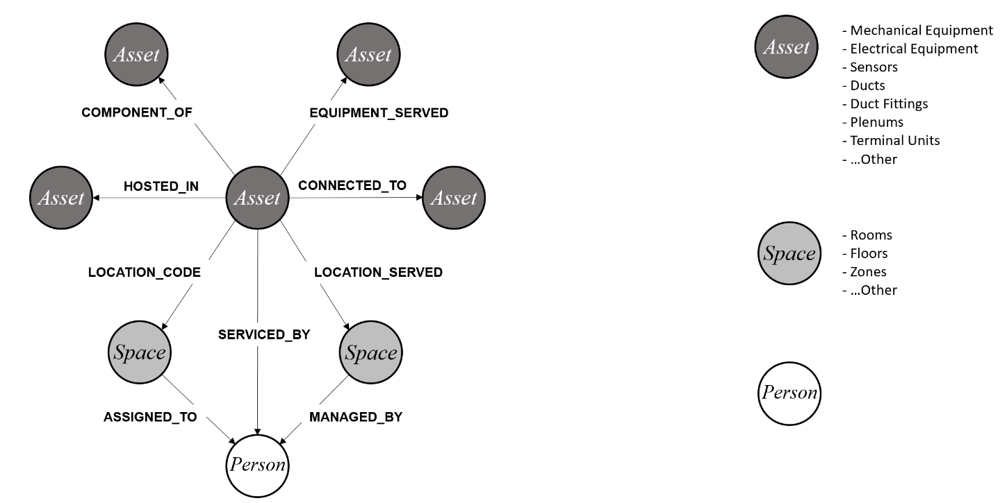 Asset
Asset
COMPONENT_OF
EQUIPMENT_SERVED
Asset
HOSTED_IN
Asset
CONNECTED_TO
Asset
LOCATION_CODE
LOCATION_SERVED
Space
SERVICED_BY
Space
ASSIGNED_TO
MANAGED_BY
Person
Asset
- Mechanical Equipment
- Electrical Equipment
- Sensors
- Ducts
- Duct Fittings
- Plenums
- Terminal Units
- ...Other
Space
- Rooms
- Floors
- Zones
- ...Other
Person